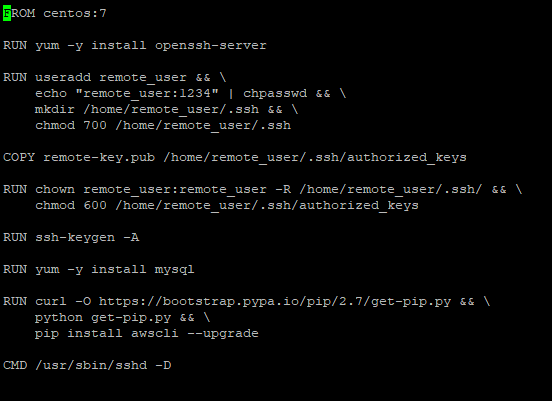 FROM centos:7
RUN yum -y install openssh-server
RUN useradd remote_user && \
echo "remote_user:1234" | chpasswd && \
mkdir /home/remote_user/.ssh && \
chmod 700 /home/remote_user/.ssh
COPY remote-key.pub /home/remote_user/.ssh/authorized_keys
RUN chown remote_user:remote_user -R /home/remote_user/.ssh/ && \
chmod 600 /home/remote_user/.ssh/authorized_keys
RUN ssh-keygen -A
RUN yum -y install mysql
RUN curl -O https://bootstrap.pypa.io/pip/2.7/get-pip.py && \
python get-pip.py && \
pip install awscli --upgrade
CMD /usr/sbin/sshd -D